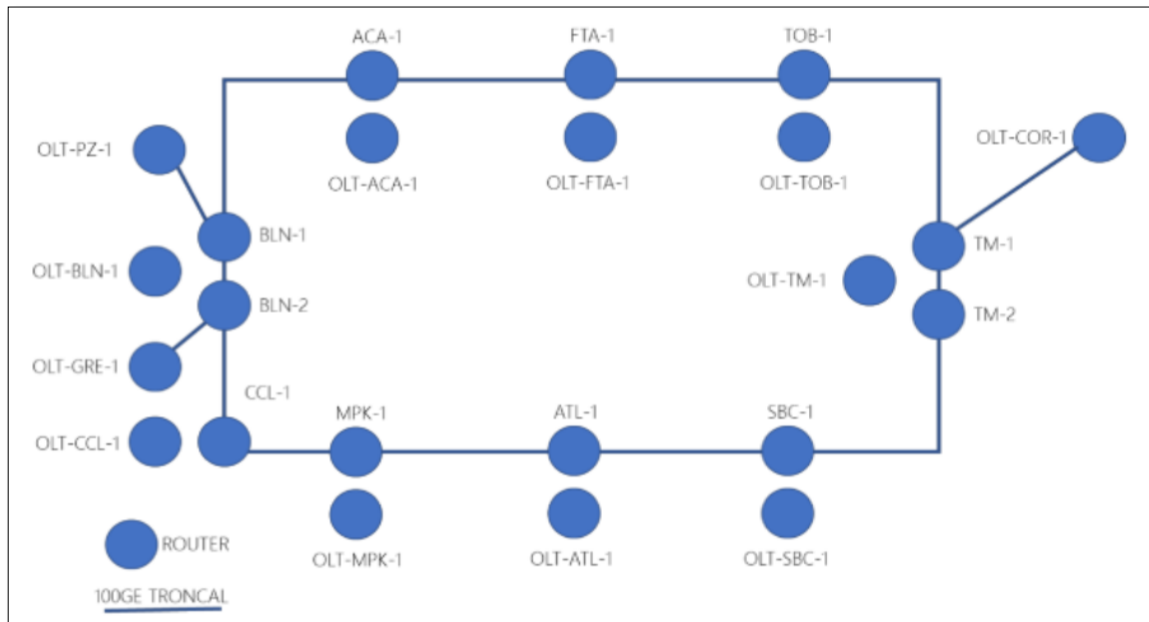 ACA-1
FTA-1
TOB-1
OLT-PZ-1
OLT-COR-1
OLT-ACA-1
OLT-FTA-1
OLT-TOB-1
BLN-1
TM-1
OLT-BLN-1
OLT-TM-1
BLN-2
TM-2
OLT-GRE-1
CCL-1
MPK-1
ATL-1
SBC-1
OLT-CCL-1
ROUTER
OLT-MPK-1
OLT-ATL-1
OLT-SBC-1
100GE TRONCAL